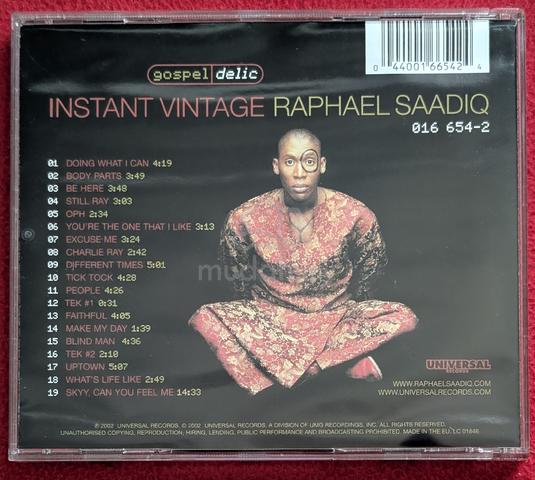 gospel delic
0 44001 66542 4
INSTANT VINTAGE RAPHAEL SAADIQ
016 654-2
01 DOING WHAT I CAN 4:19
02 BODY PARTS 3:49
03 BE HERE 3:48
04 STILL RAY 3:03
05 OPH 2:34
06 YOU'RE THE ONE THAT I LIKE 3:13
07 EXCUSE ME 3:24
08 CHARLIE RAY 2:42
09 DIFFERENT TIMES 5:01
10 TICK TOCK 4:28
11 PEOPLE 4:26
12 TEK #1 0:31
13 FAITHFUL 4:05
14 MAKE MY DAY 1:39
15 BLIND MAN 4:36
16 TEK #2 2:10
17 UPTOWN 5:07
18 WHAT'S LIFE LIKE 2:49
19 SKYY, CAN YOU FEEL ME 14:33
UNIVERSAL
RECORDS
WWW.RAPHAELSAADIQ.COM
WWW.UNIVERSALRECORDS.COM
℗ 2002 UNIVERSAL RECORDS. © 2002 UNIVERSAL RECORDS, A DIVISION OF UMG RECORDINGS, INC. ALL RIGHTS RESERVED.
UNAUTHORISED COPYING, REPRODUCTION, HIRING, LENDING, PUBLIC PERFORMANCE AND BROADCASTING PROHIBITED. MADE IN THE EU. LC 01846